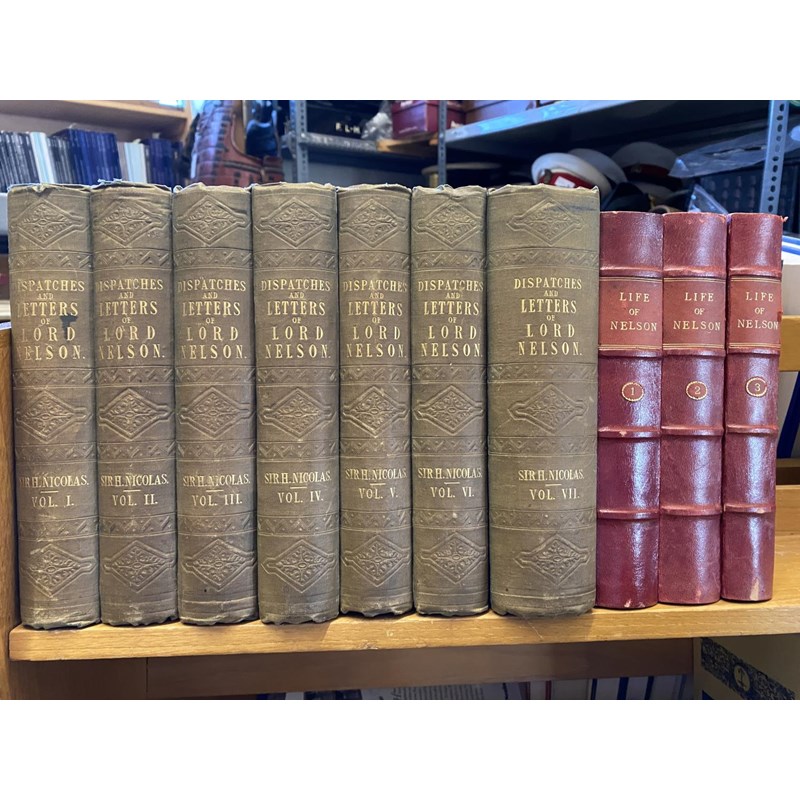 DISPATCHES
AND
LETTERS
OF
LORD
NELSON.
SIR H. NICOLAS.
VOL. I.
DISPATCHES
AND
LETTERS
OF
LORD
NELSON.
SIR H. NICOLAS.
VOL. II.
DISPATCHES
AND
LETTERS
OF
LORD
NELSON.
SIR H. NICOLAS.
VOL. III.
DISPATCHES
AND
LETTERS
OF
LORD
NELSON.
SIR H. NICOLAS.
VOL. IV.
DISPATCHES
AND
LETTERS
OF
LORD
NELSON.
SIR H. NICOLAS.
VOL. V.
DISPATCHES
AND
LETTERS
OF
LORD
NELSON.
SIR H. NICOLAS.
VOL. VI.
DISPATCHES
AND
LETTERS
OF
LORD
NELSON.
SIR H. NICOLAS.
VOL. VII.
LIFE
OF
NELSON
1
LIFE
OF
NELSON
2
LIFE
OF
NELSON
3